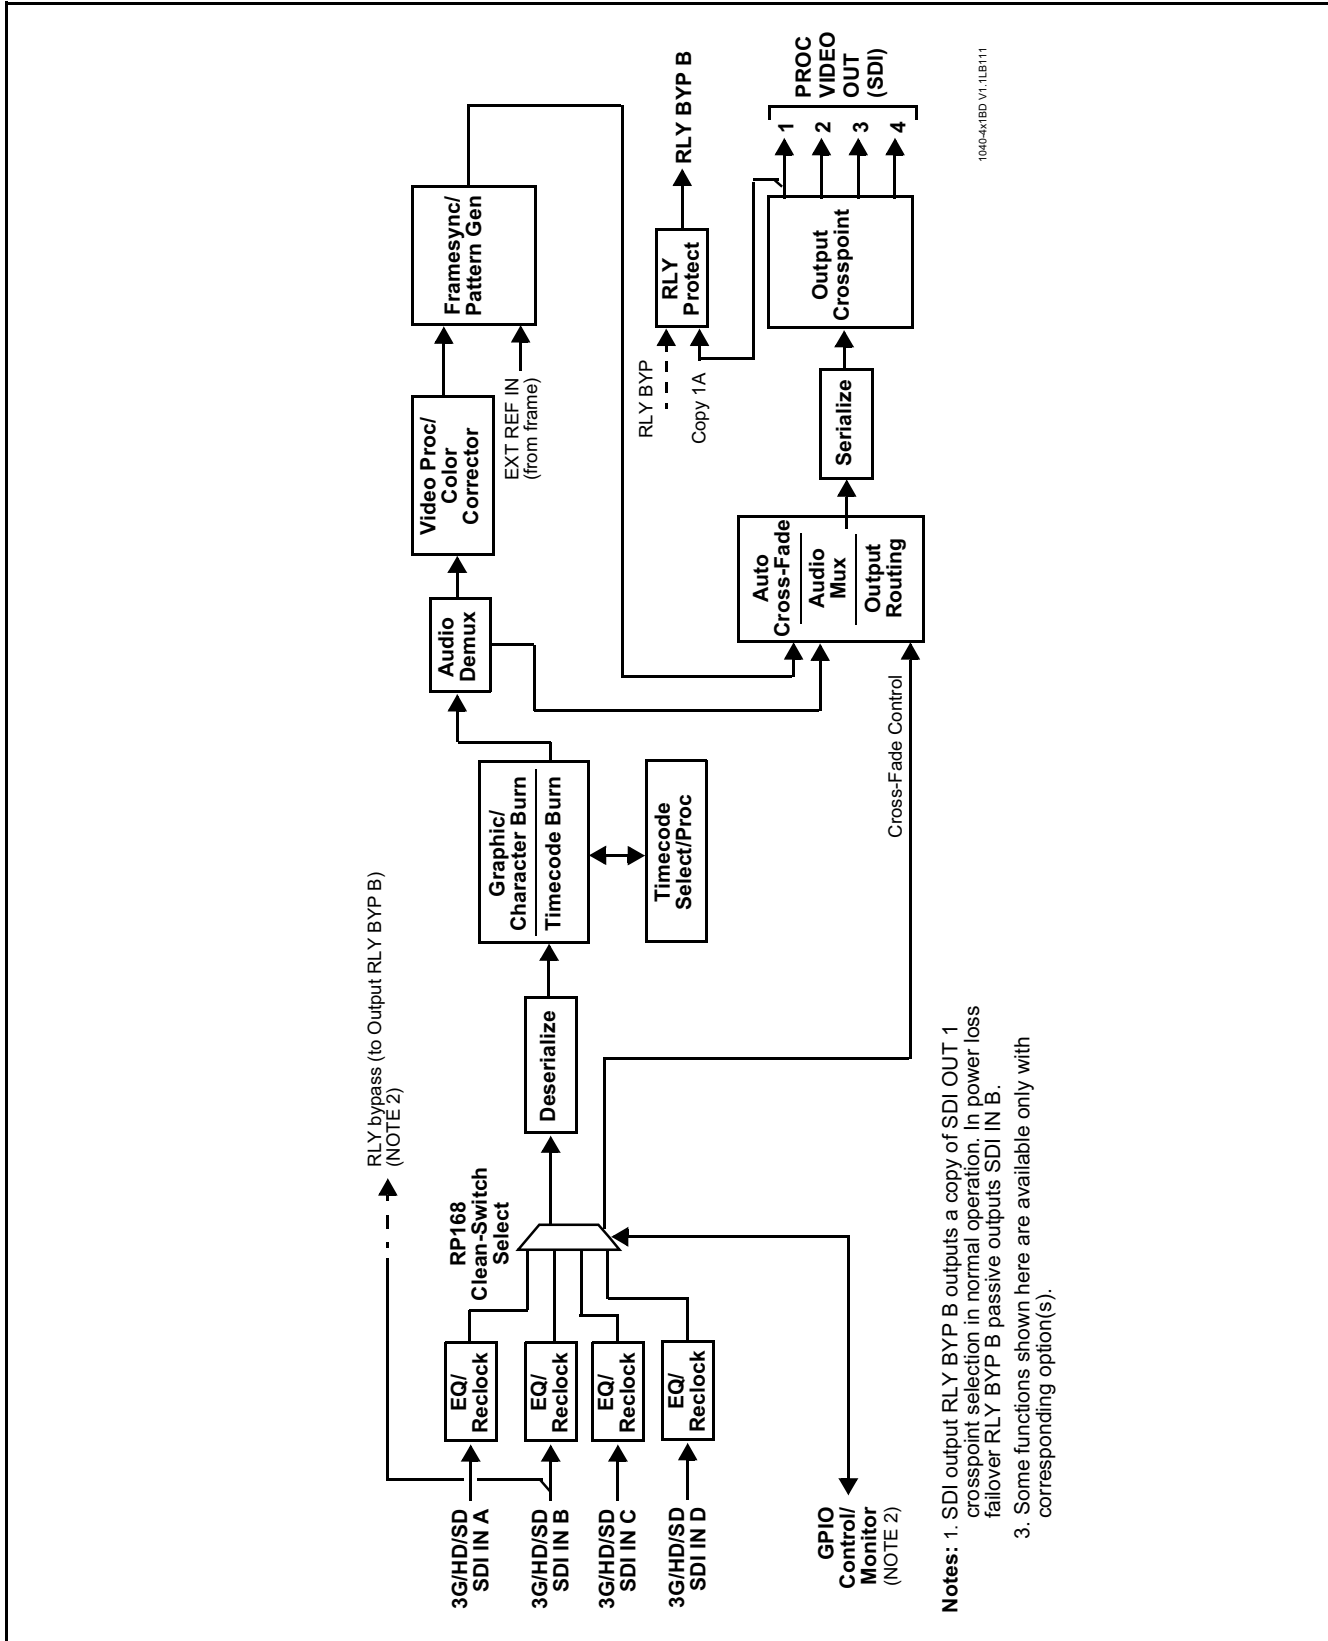 3G/HD/SD
SDI IN A
3G/HD/SD
SDI IN B
3G/HD/SD
SDI IN C
3G/HD/SD
SDI IN D
EQ/
Reclock
EQ/
Reclock
EQ/
Reclock
EQ/
Reclock
RLY bypass (to Output RLY BYP B)
(NOTE 2)
RP168
Clean-Switch
Select
GPIO
Control/
Monitor
(NOTE 2)
Deserialize
Graphic/
Character Burn
Timecode Burn
Timecode
Select/Proc
Audio
Demux
Video Proc/
Color
Corrector
EXT REF IN
(from frame)
Framesync/
Pattern Gen
Cross-Fade Control
Auto
Cross-Fade
Audio
Mux
Output
Routing
Serialize
RLY BYP
Copy 1A
RLY
Protect
RLY BYP B
Output
Crosspoint
1
2
3
4
PROC
VIDEO
OUT
(SDI)
1040-4x1BD V1.1LB111
Notes: 1. SDI output RLY BYP B outputs a copy of SDI OUT 1
crosspoint selection in normal operation. In power loss
failover RLY BYP B passive outputs SDI IN B.
3. Some functions shown here are available only with
corresponding option(s).